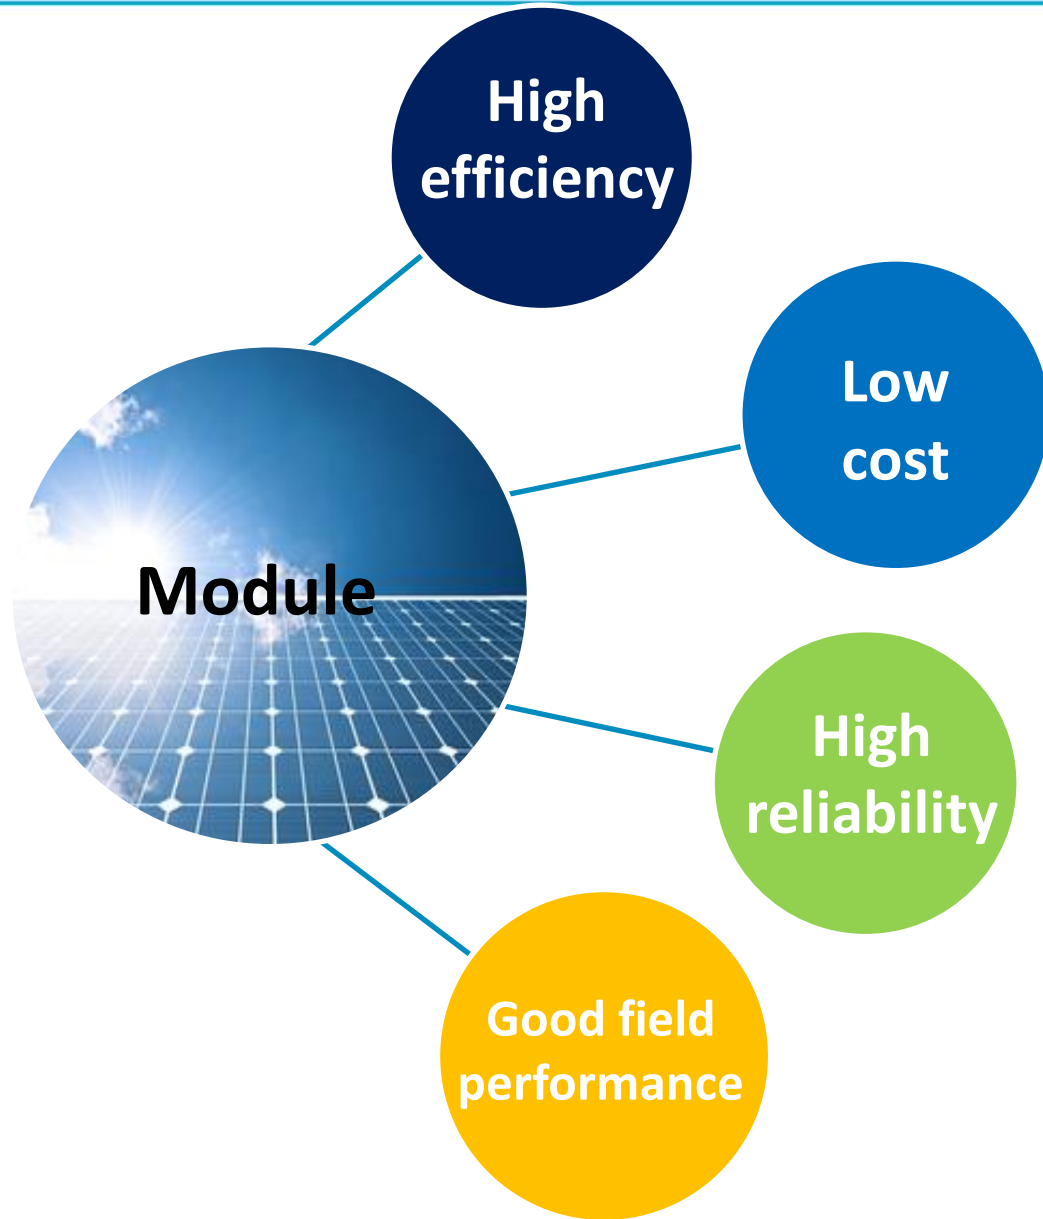 High
efficiency
Low
cost
Module
High
reliability
Good field
performance